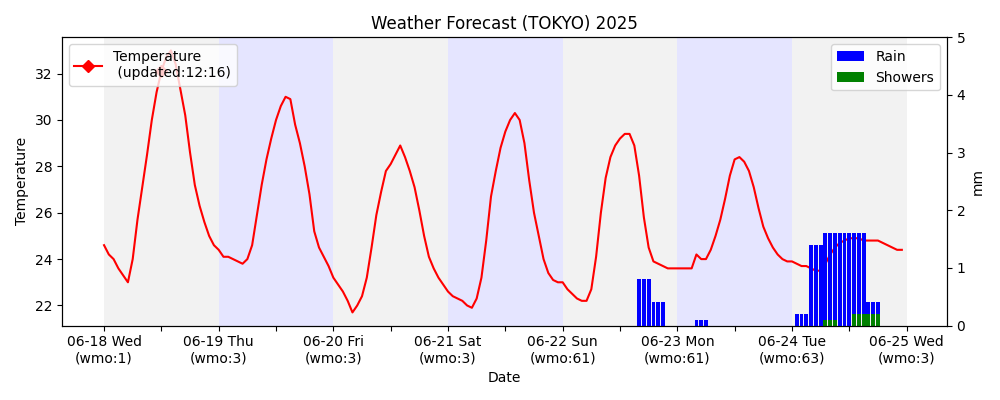 Weather Forecast (TOKYO) 2025
Temperature
(updated:12:16)
Rain
Showers
Temperature
32
30
28
26
24
22
5
4
3
2
1
0
mm
06-18 Wed
(wmo:1)
06-19 Thu
(wmo:3)
06-20 Fri
(wmo:3)
06-21 Sat
(wmo:3)
06-22 Sun
(wmo:61)
06-23 Mon
(wmo:61)
06-24 Tue
(wmo:63)
06-25 Wed
(wmo:3)
Date